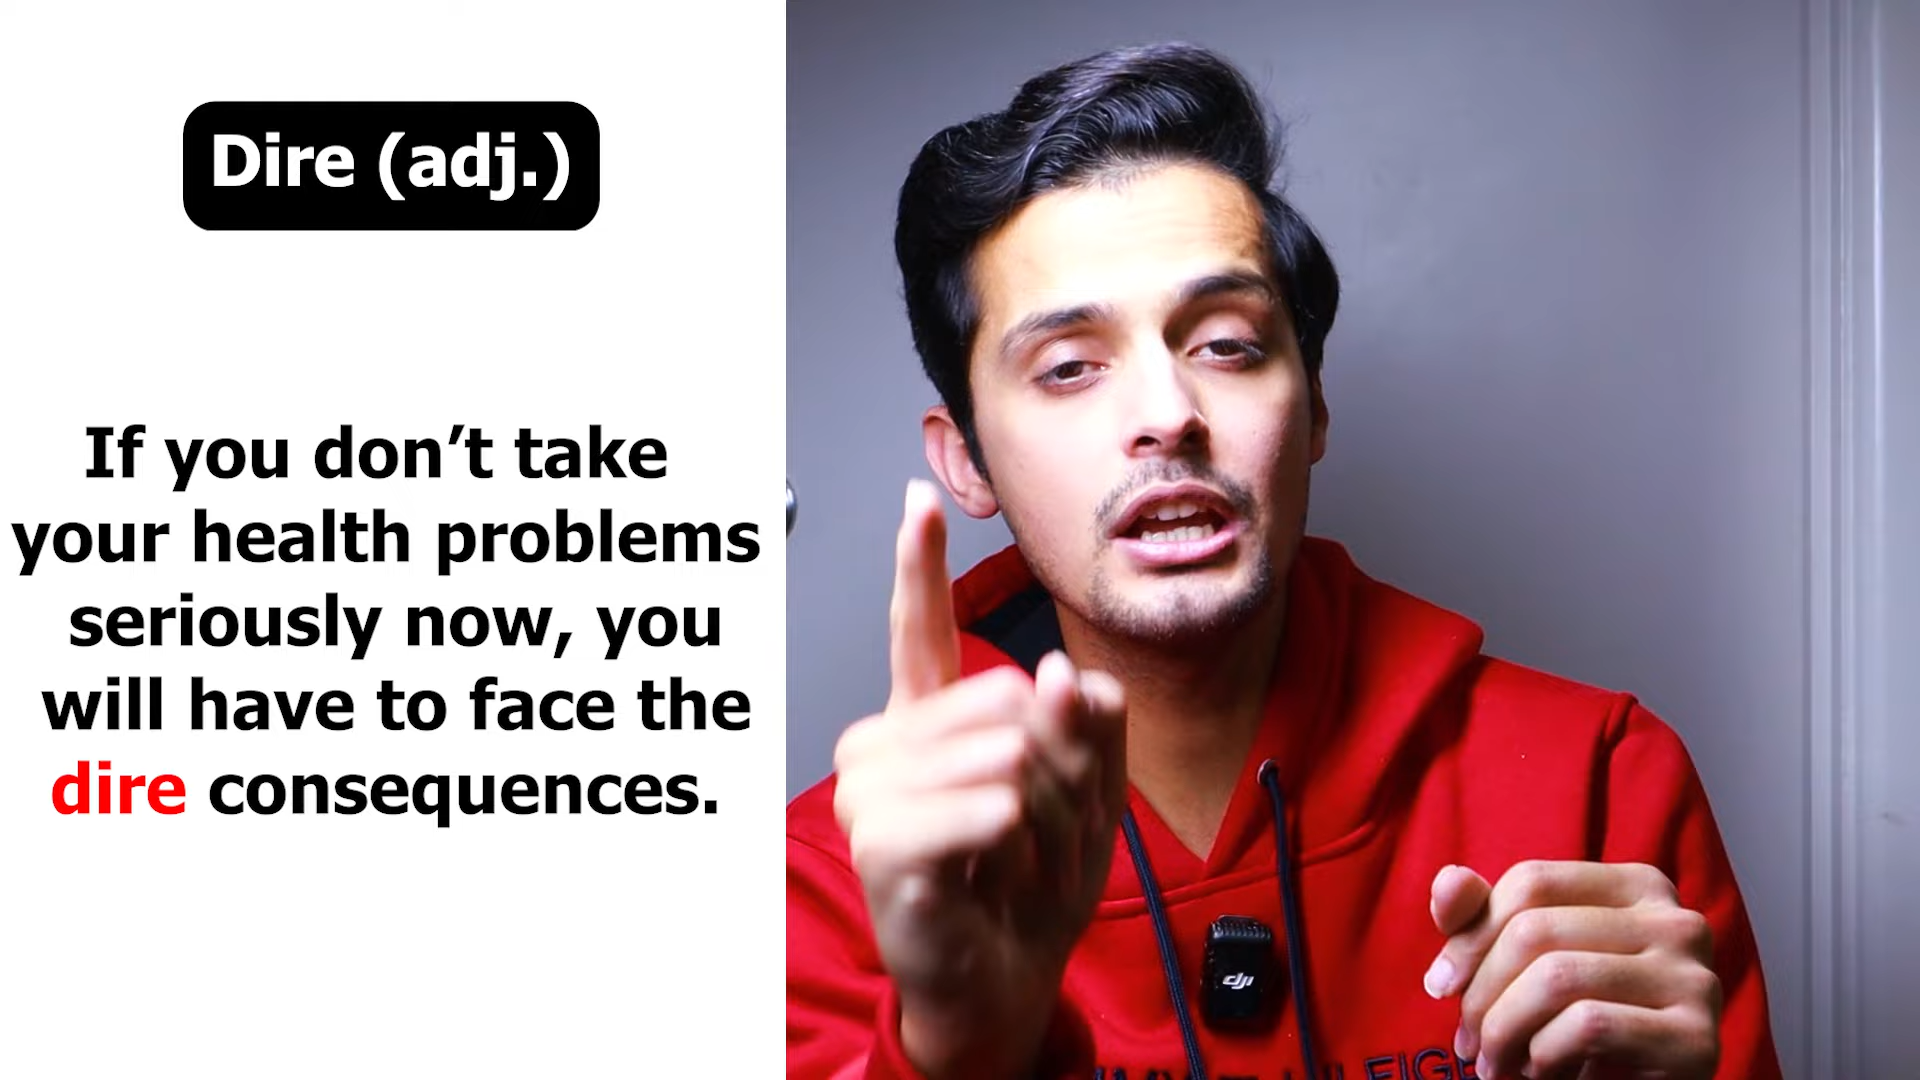 Dire (adj.)
If you don’t take
your health problems
seriously now, you
will have to face the
dire consequences.
dji